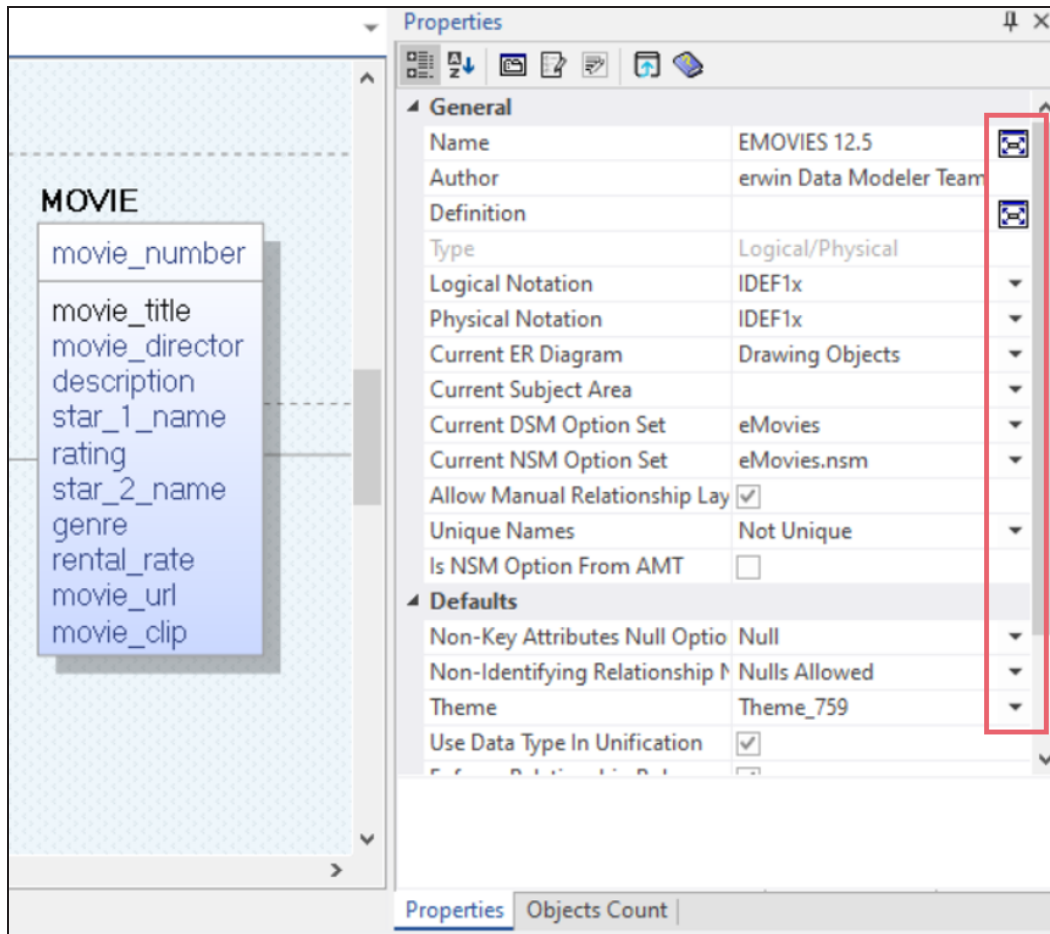 Properties
General
Name EMOVIES 12.5
Author erwin Data Modeler Team
Definition
Type Logical/Physical
Logical Notation IDEF1x
Physical Notation IDEF1x
Current ER Diagram Drawing Objects
Current Subject Area
Current DSM Option Set eMovies
Current NSM Option Set eMovies.nsm
Allow Manual Relationship Lay
Unique Names Not Unique
Is NSM Option From AMT
Defaults
Non-Key Attributes Null Optio Null
Non-Identifying Relationship N Nulls Allowed
Theme Theme_759
Use Data Type In Unification
MOVIE
movie_number
movie_title
movie_director
description
star_1_name
rating
star_2_name
genre
rental_rate
movie_url
movie_clip
Properties Objects Count